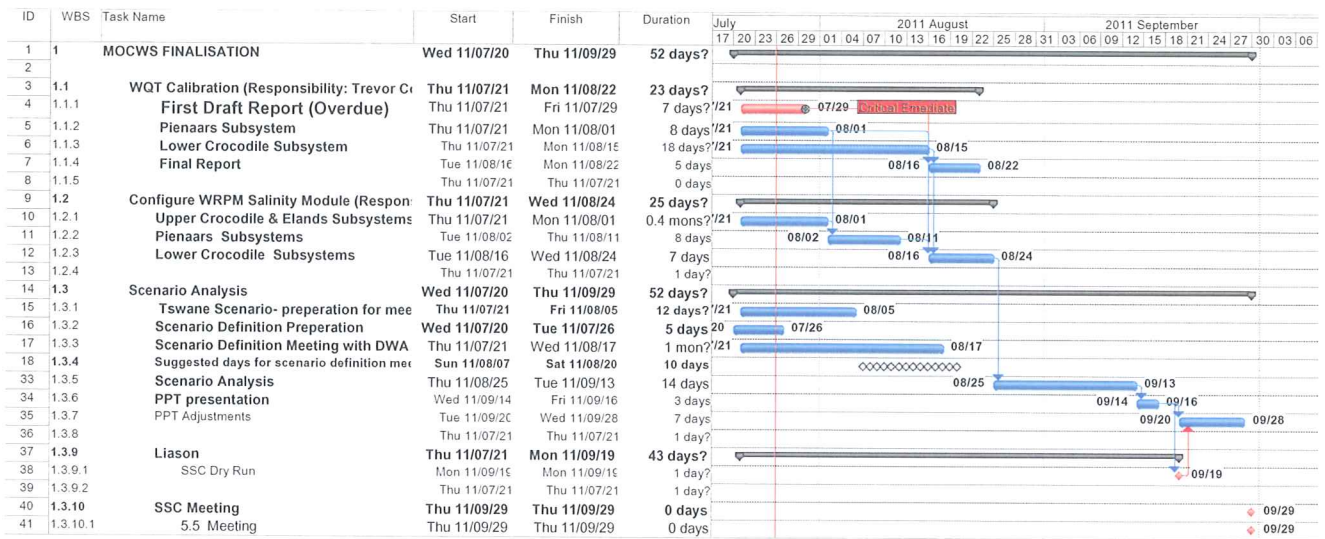 ID WBS Task Name Start Finish Duration July 2011 August 2011 September
17 20 23 26 29 01 04 07 10 13 16 19 22 25 28 31 03 06 09 12 15 18 21 24 27 30 03 06
1 1 MOCWS FINALISATION Wed 11/07/20 Thu 11/09/29 52 days?
2
3 1.1 WQT Calibration (Responsibility: Trevor Thu 11/07/21 Mon 11/08/22 23 days?
4 1.1.1 First Draft Report (Overdue) Thu 11/07/21 Fri 11/07/29 7 days? '/21 07/29
5 1.1.2 Pienaars Subsystem Thu 11/07/21 Mon 11/08/01 8 days '/21 08/01
6 1.1.3 Lower Crocodile Subsystem Thu 11/07/21 Mon 11/08/15 18 days? '/21 08/15
7 1.1.4 Final Report Tue 11/08/16 Mon 11/08/22 5 days 08/16 08/22
8 1.1.5 Thu 11/07/21 Thu 11/07/21 0 days
9 1.2 Configure WRPM Salinity Module (Respon Thu 11/07/21 Wed 11/08/24 25 days?
10 1.2.1 Upper Crocodile & Elands Subsystems Thu 11/07/21 Mon 11/08/01 0.4 mons? '/21 08/01
11 1.2.2 Pienaars Subsystems Tue 11/08/02 Thu 11/08/11 8 days 08/02 08/11
12 1.2.3 Lower Crocodile Subsystems Tue 11/08/16 Wed 11/08/24 7 days 08/16 08/24
13 1.2.4 Thu 11/07/21 Thu 11/07/21 1 day?
14 1.3 Scenario Analysis Wed 11/07/20 Thu 11/09/29 52 days?
15 1.3.1 Tswane Scenario- preperation for mee Thu 11/07/21 Fri 11/08/05 12 days? '/21 08/05
16 1.3.2 Scenario Definition Preperation Wed 11/07/20 Tue 11/07/26 5 days 20 07/26
17 1.3.3 Scenario Definition Meeting with DWA Thu 11/07/21 Wed 11/08/17 1 mon? '/21 08/17
18 1.3.4 Suggested days for scenario definition mee Sun 11/08/07 Sat 11/08/20 10 days
33 1.3.5 Scenario Analysis Thu 11/08/25 Tue 11/09/13 14 days 08/25 09/13
34 1.3.6 PPT presentation Wed 11/09/14 Fri 11/09/16 3 days 09/14 09/16
35 1.3.7 PPT Adjustments Tue 11/09/20 Wed 11/09/28 7 days 09/20 09/28
36 1.3.8 Thu 11/07/21 Thu 11/07/21 1 day?
37 1.3.9 Liason Thu 11/07/21 Mon 11/09/19 43 days?
38 1.3.9.1 SSC Dry Run Mon 11/09/19 Mon 11/09/19 1 day? 09/19
39 1.3.9.2 Thu 11/07/21 Thu 11/07/21 1 day?
40 1.3.10 SSC Meeting Thu 11/09/29 Thu 11/09/29 0 days 09/29
41 1.3.10.1 5.5 Meeting Thu 11/09/29 Thu 11/09/29 0 days 09/29